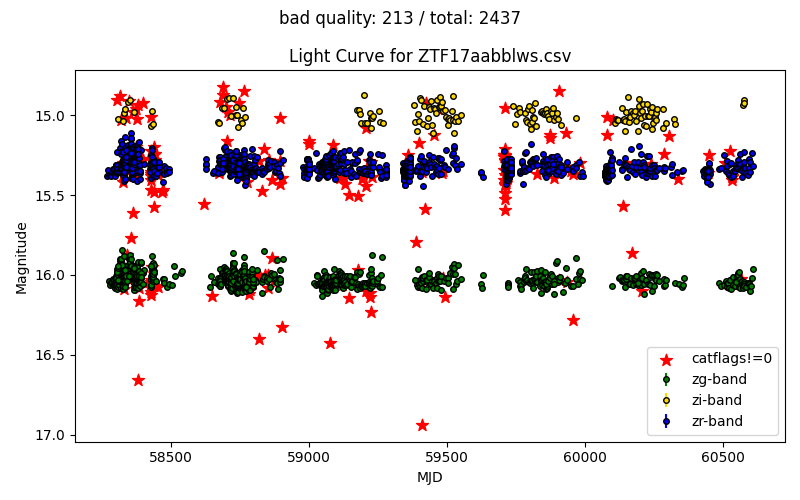 bad quality: 213 / total: 2437
Light Curve for ZTF17aabblws.csv
Magnitude
15.0
15.5
16.0
16.5
17.0
catflags!=0
zg-band
zi-band
zr-band
58500
59000
59500
60000
60500
MJD